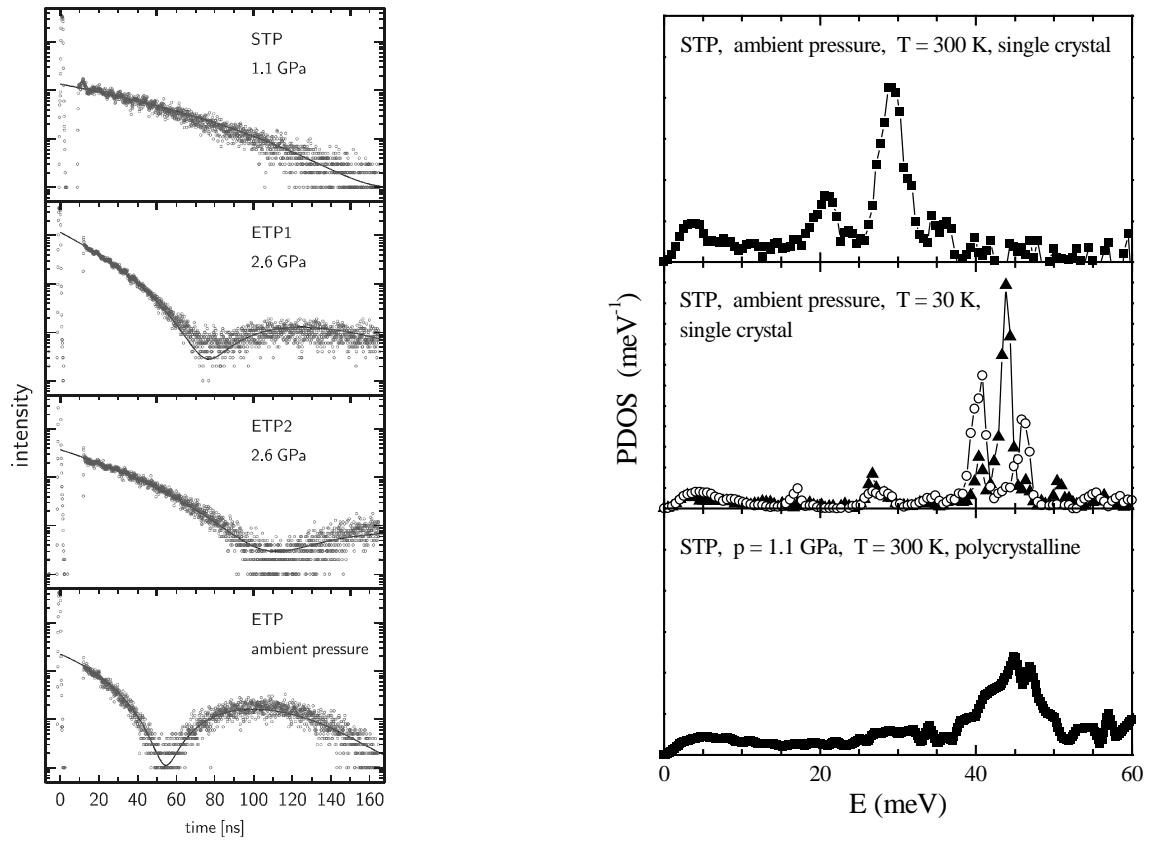 STP
1.1 GPa
ETP1
2.6 GPa
ETP2
2.6 GPa
ETP
ambient pressure
intensity
0 20 40 60 80 100 120 140 160
time [ns]
STP, ambient pressure, T = 300 K, single crystal
STP, ambient pressure, T = 30 K,
single crystal
STP, p = 1.1 GPa, T = 300 K, polycrystalline
PDOS (meV⁻¹)
0 20 40 60
E (meV)